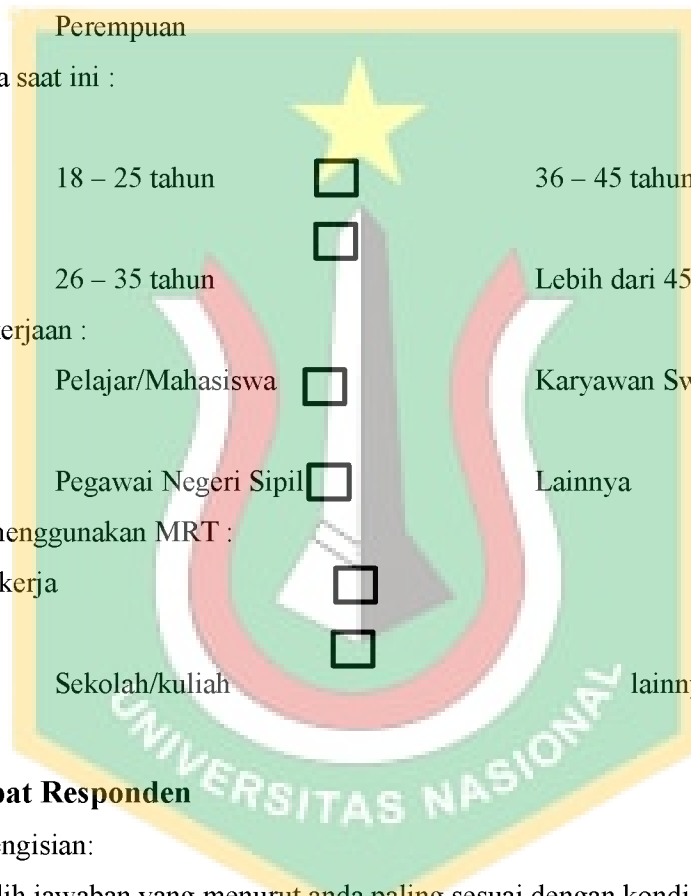 Perempuan
a saat ini :
18 – 25 tahun 36 – 45 tahun
26 – 35 tahun Lebih dari 45
erjaan :
Pelajar/Mahasiswa Karyawan Sw
Pegawai Negeri Sipil Lainnya
menggunakan MRT :
kerja
Sekolah/kuliah lainn
UNIVERSITAS NASIONAL
pat Responden
engisian:
lih jawaban yang menurut anda paling sesuai dengan kondi